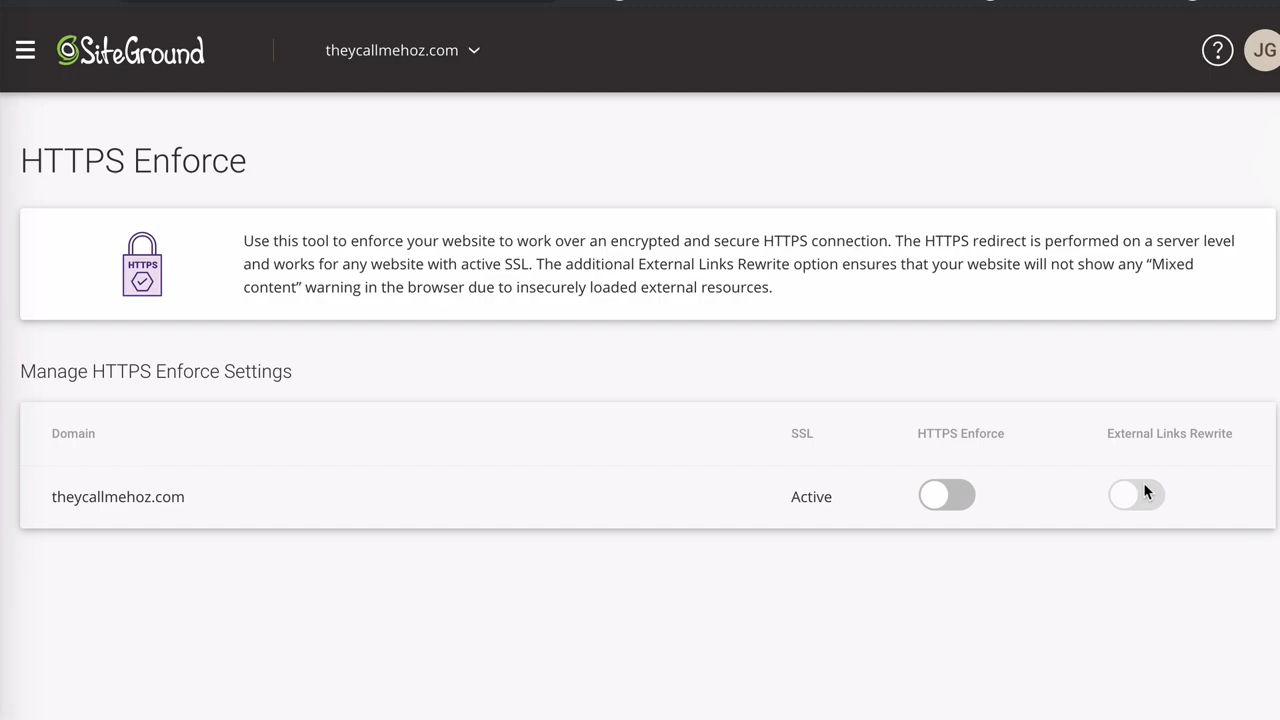 SiteGround
theycallmehoz.com
?
JG
HTTPS Enforce
HTTPS
Use this tool to enforce your website to work over an encrypted and secure HTTPS connection. The HTTPS redirect is performed on a server level
and works for any website with active SSL. The additional External Links Rewrite option ensures that your website will not show any “Mixed
content” warning in the browser due to insecurely loaded external resources.
Manage HTTPS Enforce Settings
Domain SSL HTTPS Enforce External Links Rewrite
theycallmehoz.com Active